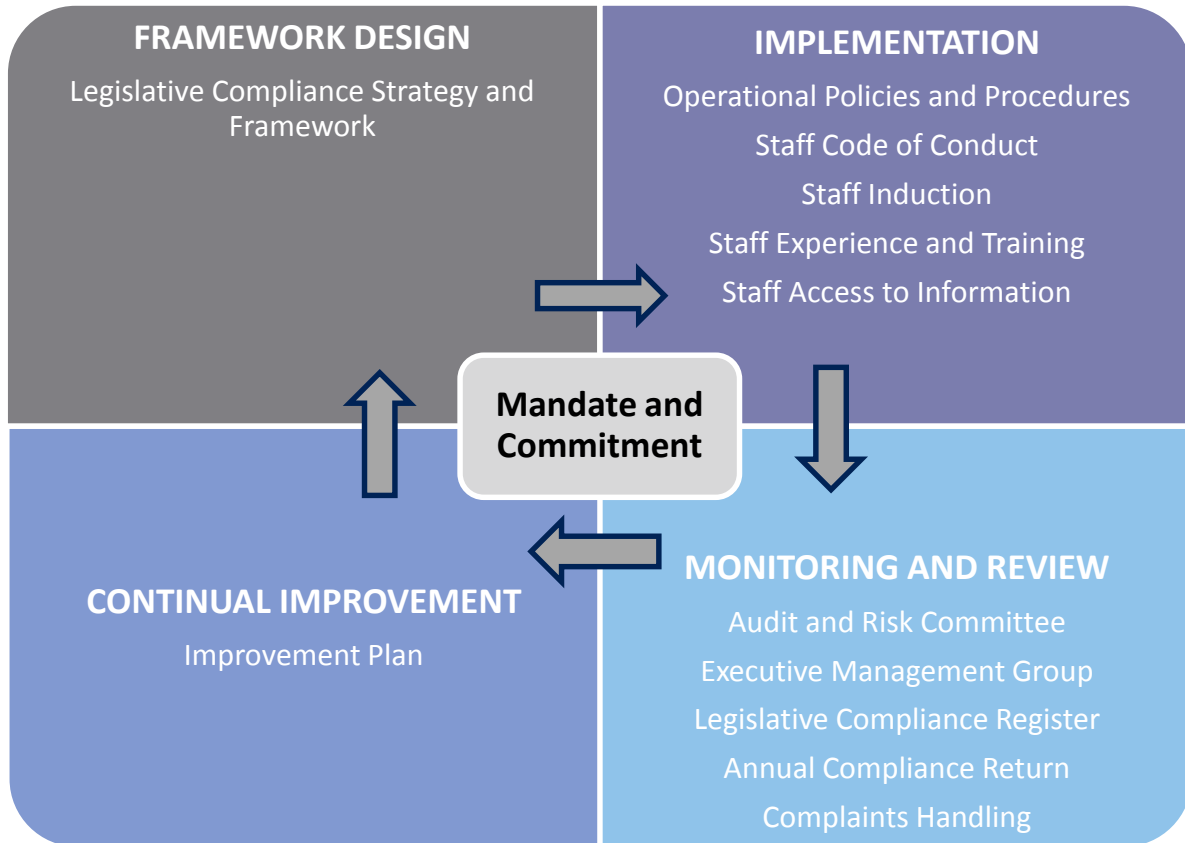 FRAMEWORK DESIGN
Legislative Compliance Strategy and
Framework
IMPLEMENTATION
Operational Policies and Procedures
Staff Code of Conduct
Staff Induction
Staff Experience and Training
Staff Access to Information
Mandate and
Commitment
CONTINUAL IMPROVEMENT
Improvement Plan
MONITORING AND REVIEW
Audit and Risk Committee
Executive Management Group
Legislative Compliance Register
Annual Compliance Return
Complaints Handling